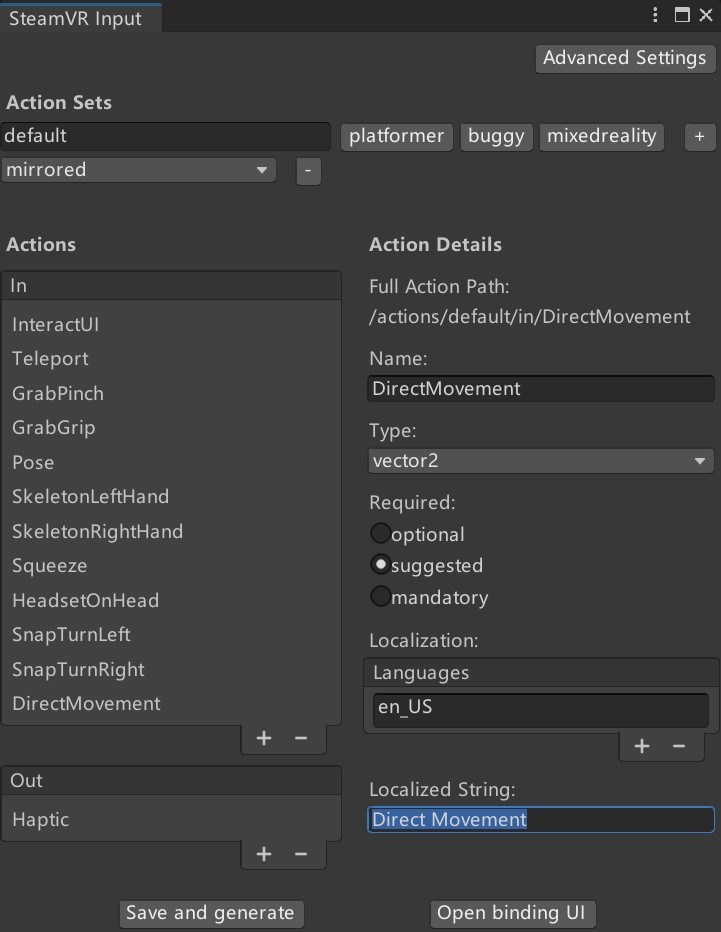 SteamVR Input
Advanced Settings
Action Sets
default platformer buggy mixedreality +
mirrored -
Actions
In
InteractUI
Teleport
GrabPinch
GrabGrip
Pose
SkeletonLeftHand
SkeletonRightHand
Squeeze
HeadsetOnHead
SnapTurnLeft
SnapTurnRight
DirectMovement
+ −
Out
Haptic
+ −
Action Details
Full Action Path:
/actions/default/in/DirectMovement
Name:
DirectMovement
Type:
vector2
Required:
optional
suggested
mandatory
Localization:
Languages
en_US
+ −
Localized String:
Direct Movement
Save and generate
Open binding UI